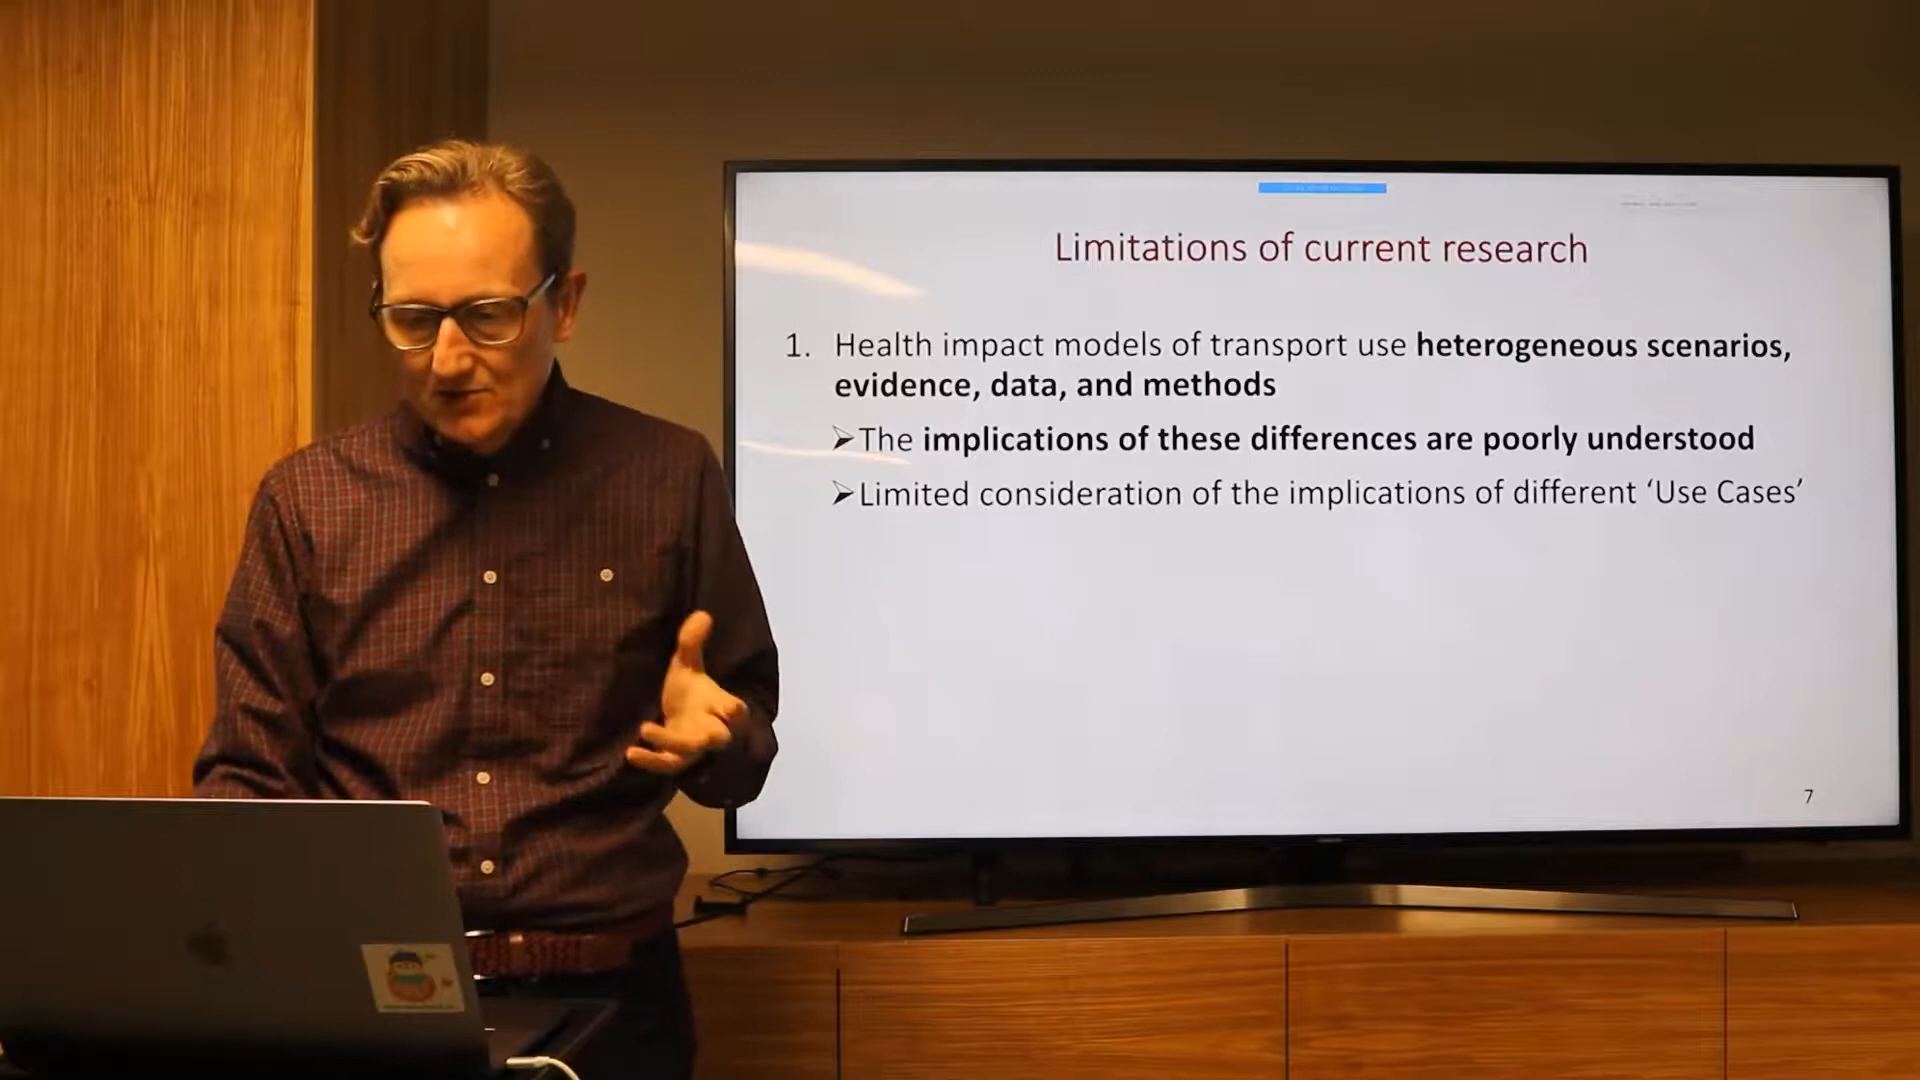 Limitations of current research
1. Health impact models of transport use heterogeneous scenarios,
evidence, data, and methods
➢The implications of these differences are poorly understood
➢Limited consideration of the implications of different ‘Use Cases’
7